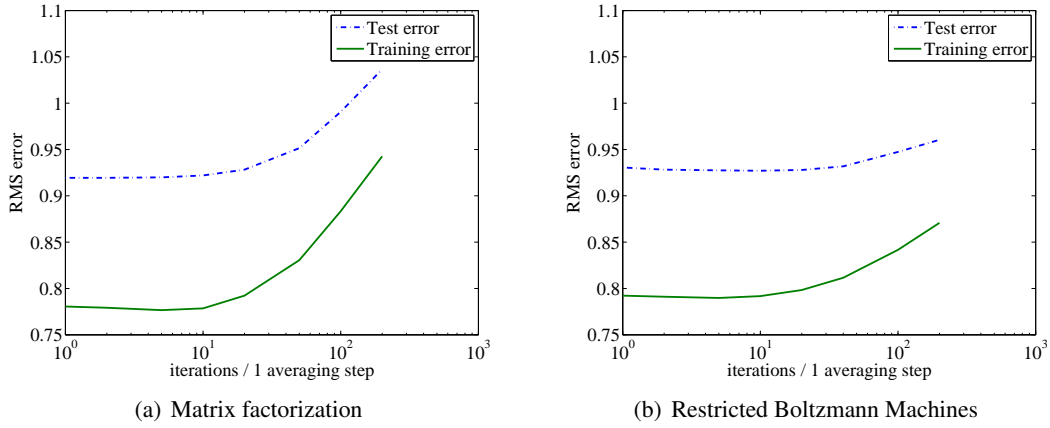 1.1
1.05
1
0.95
0.9
0.85
0.8
0.75
RMS error
Test error
Training error
10^0
10^1
10^2
10^3
iterations / 1 averaging step
(a) Matrix factorization
1.1
1.05
1
0.95
0.9
0.85
0.8
0.75
RMS error
Test error
Training error
10^0
10^1
10^2
10^3
iterations / 1 averaging step
(b) Restricted Boltzmann Machines